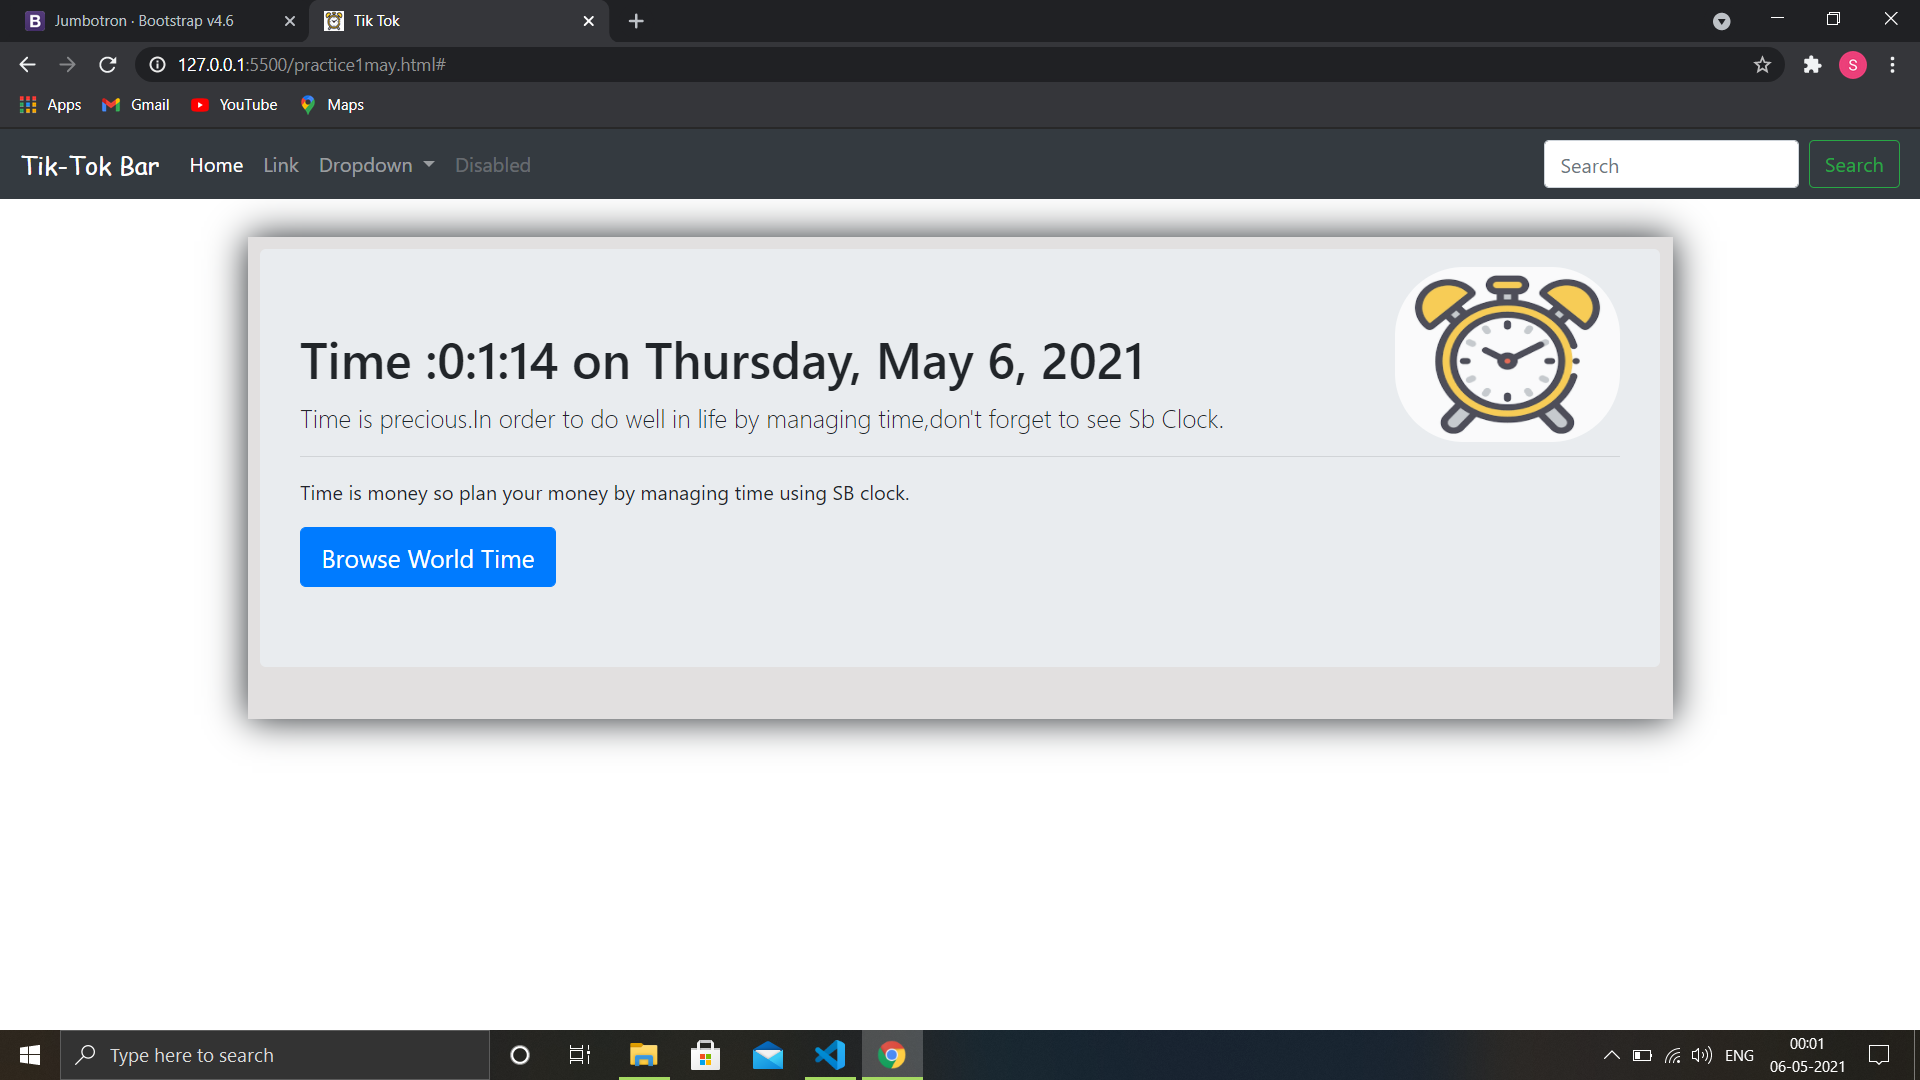 B Jumbotron · Bootstrap v4.6
Tik Tok
127.0.0.1:5500/practice1may.html#
S
Apps Gmail YouTube Maps
Tik-Tok Bar Home Link Dropdown Disabled Search Search
Time :0:1:14 on Thursday, May 6, 2021
Time is precious.In order to do well in life by managing time,don't forget to see Sb Clock.
Time is money so plan your money by managing time using SB clock.
Browse World Time
Type here to search
ENG
00:01
06-05-2021